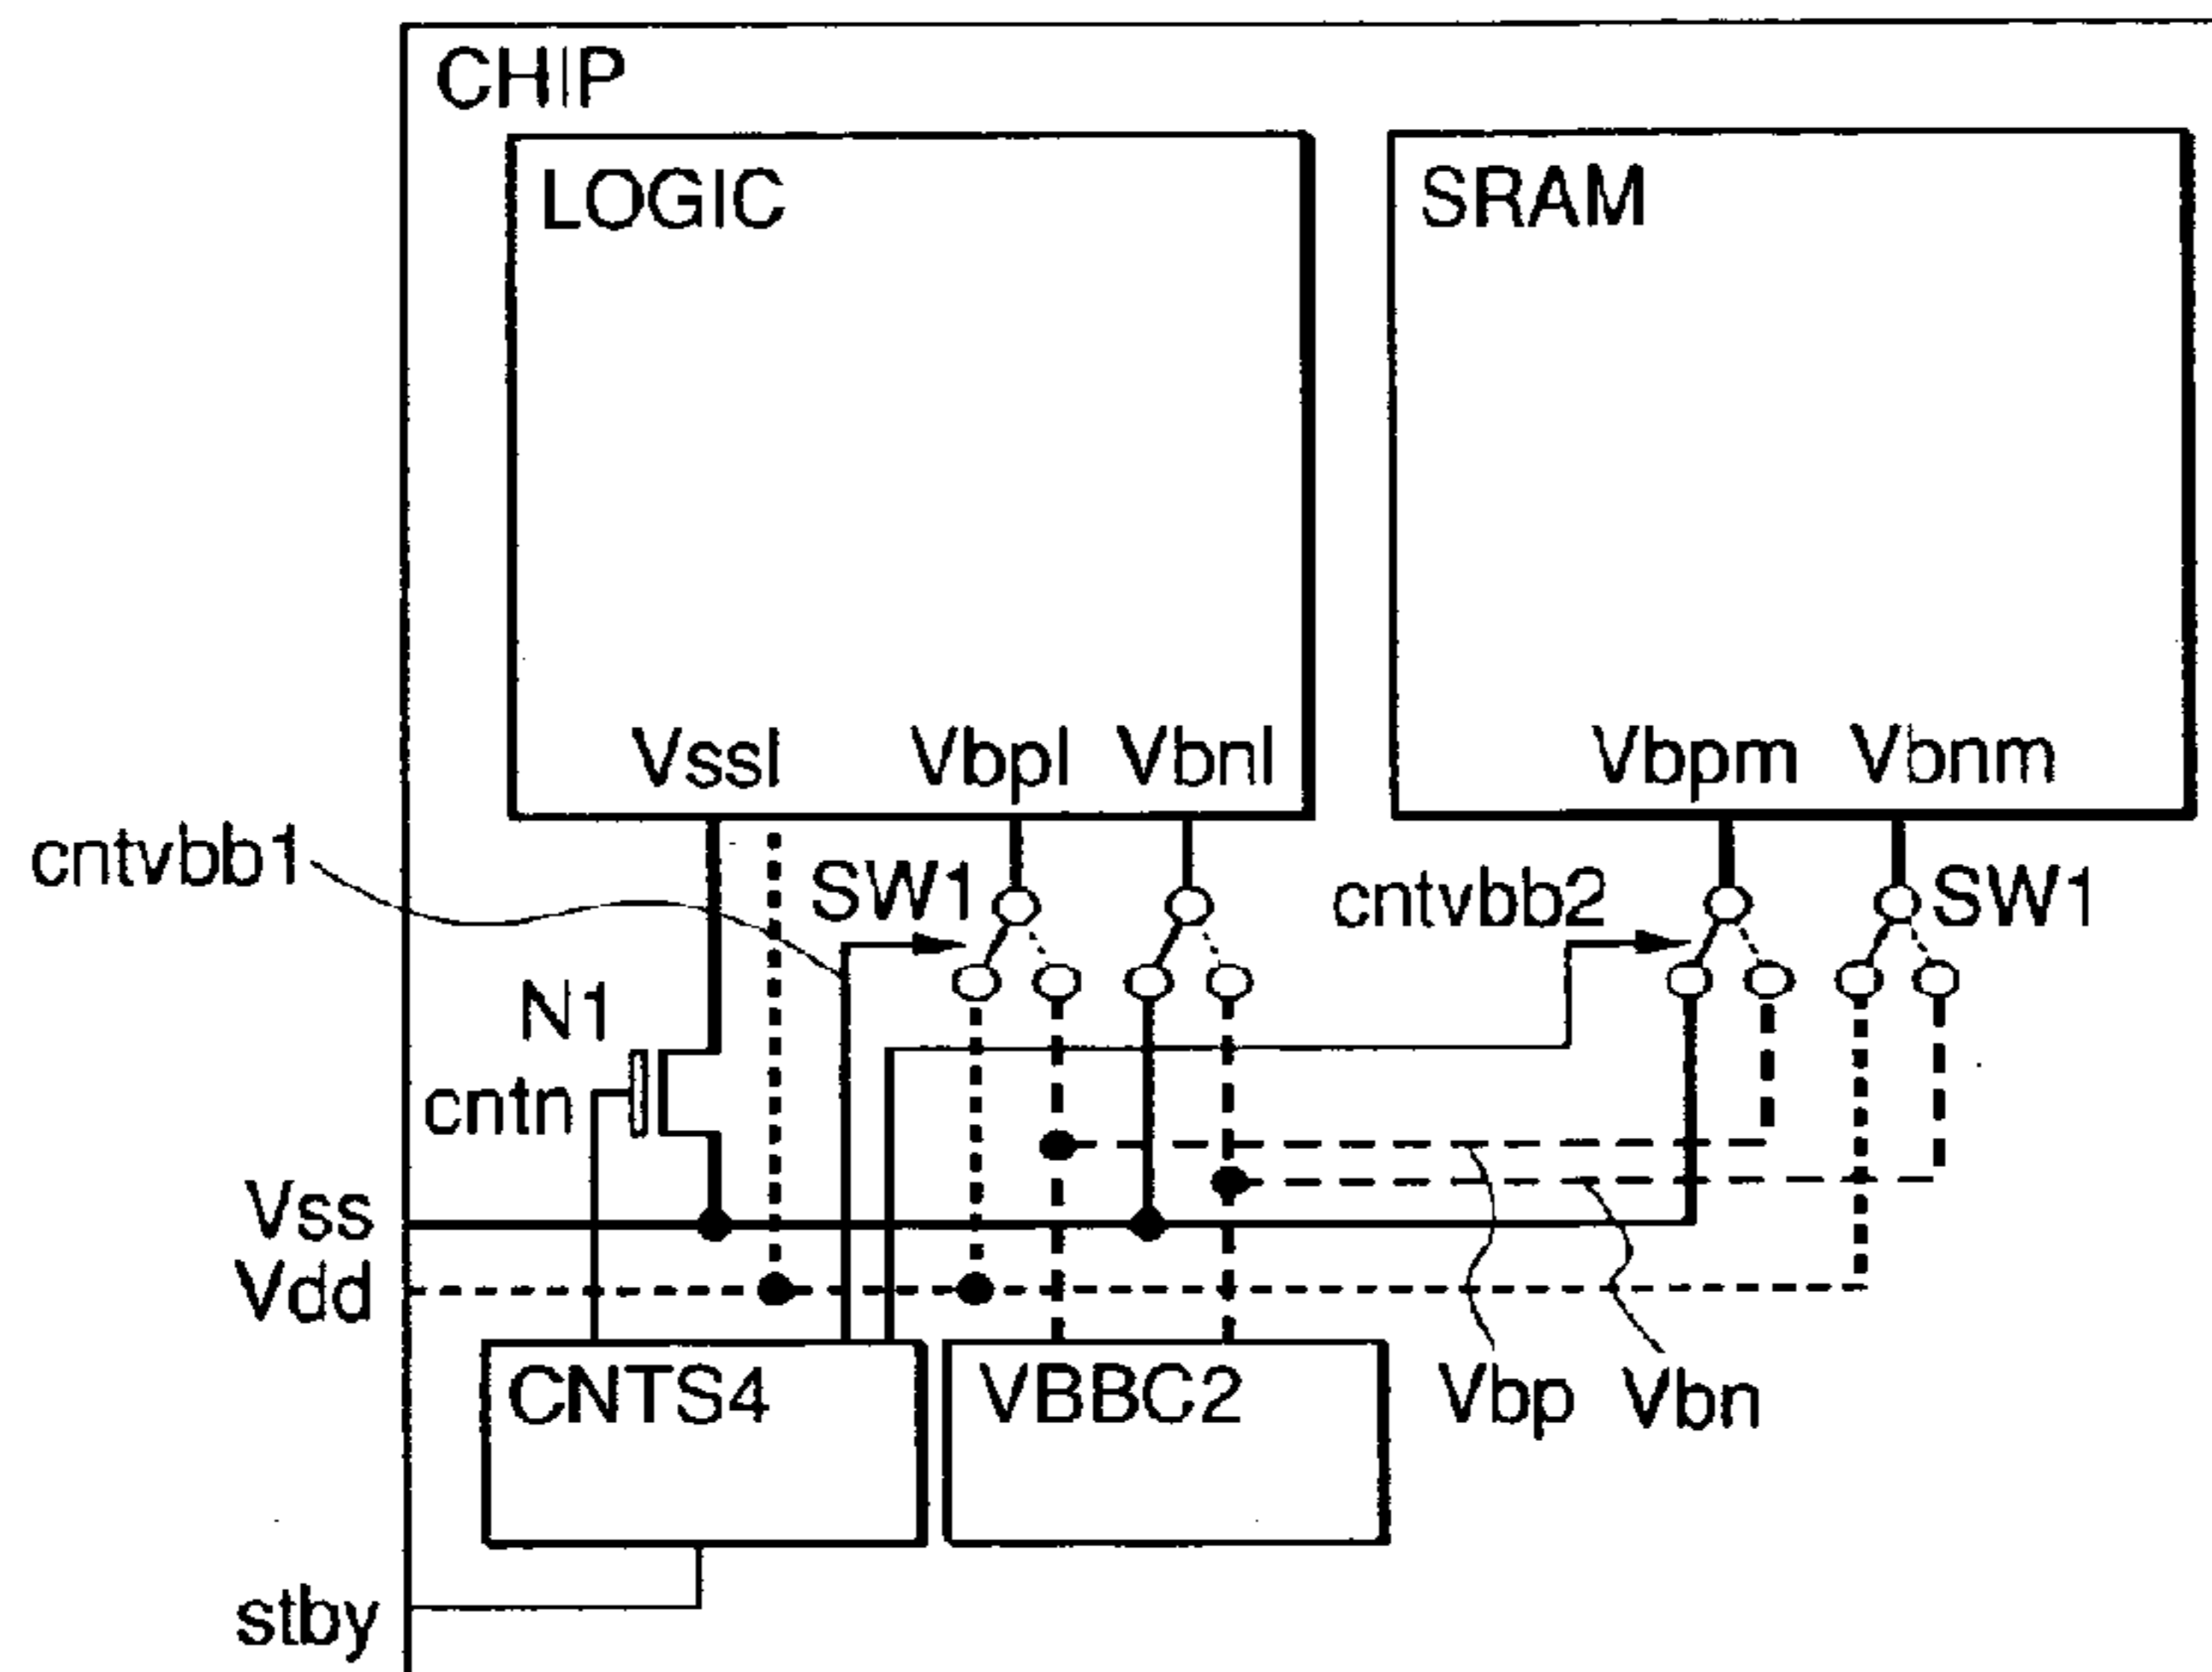 CHIP
LOGIC
SRAM
Vssl
Vbpl
Vbnl
Vbpm
Vbnm
cntvbb1
SW1
cntvbb2
SW1
N1
cntn
Vss
Vdd
CNTS4
VBBC2
Vbp
Vbn
stby